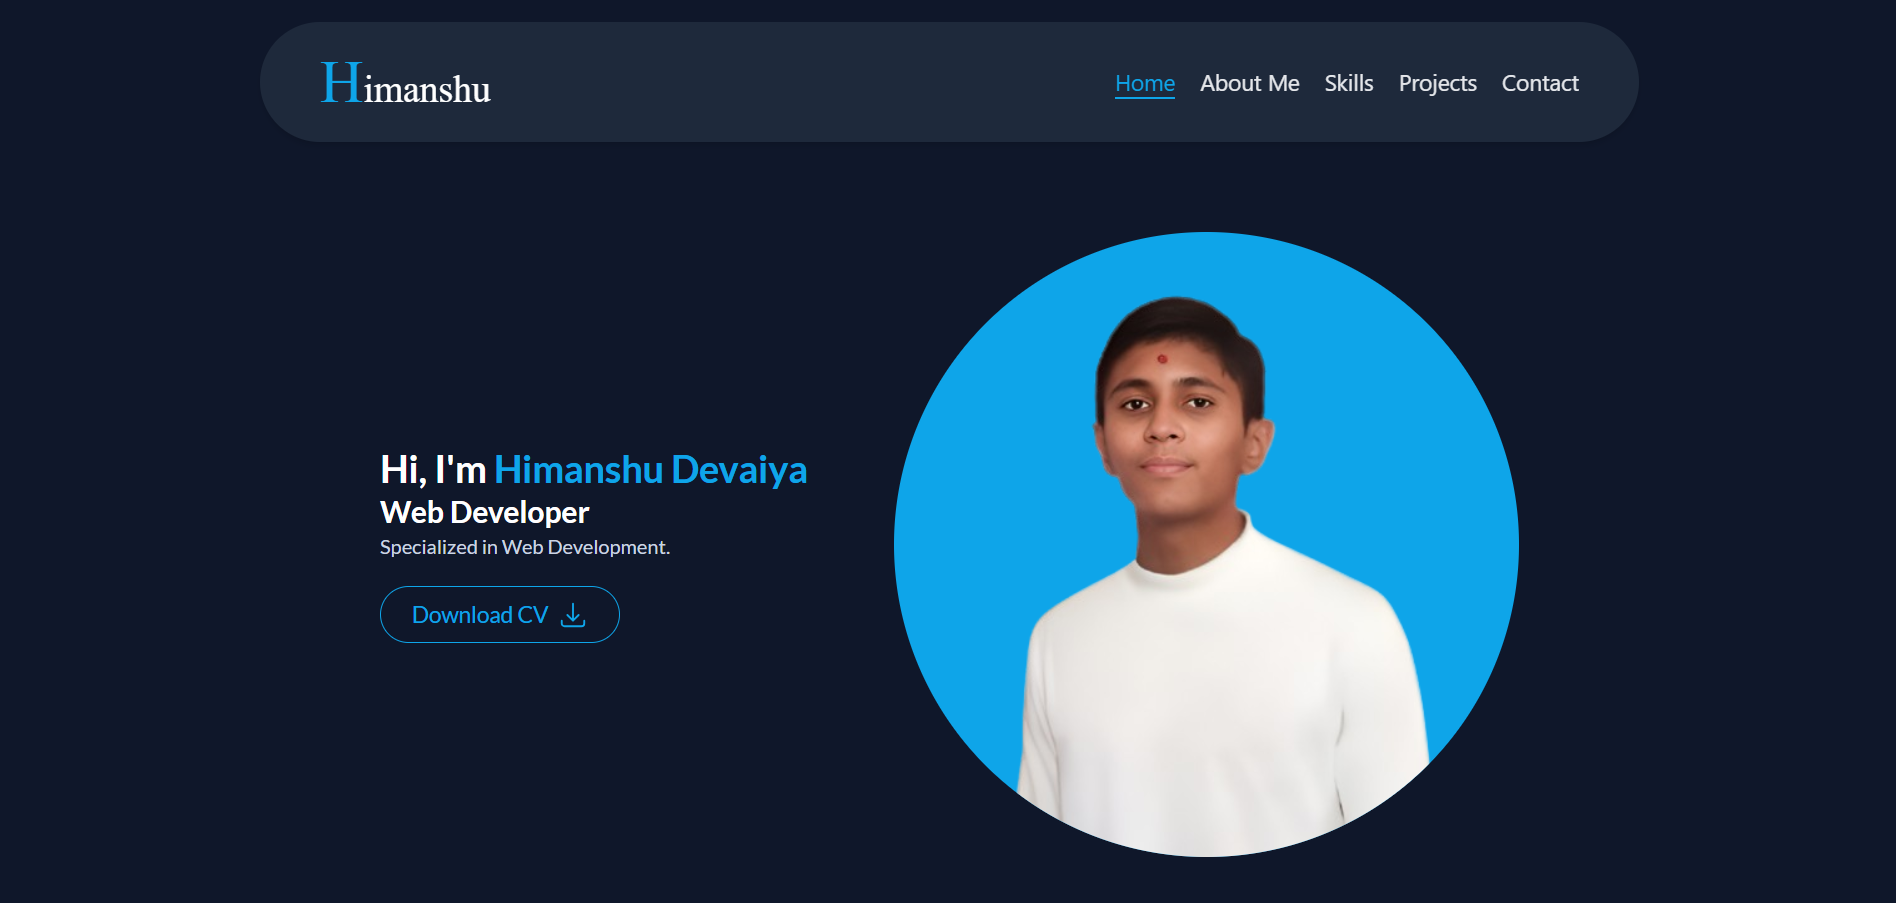 Himanshu
Home About Me Skills Projects Contact
Hi, I'm Himanshu Devaiya
Web Developer
Specialized in Web Development.
Download CV